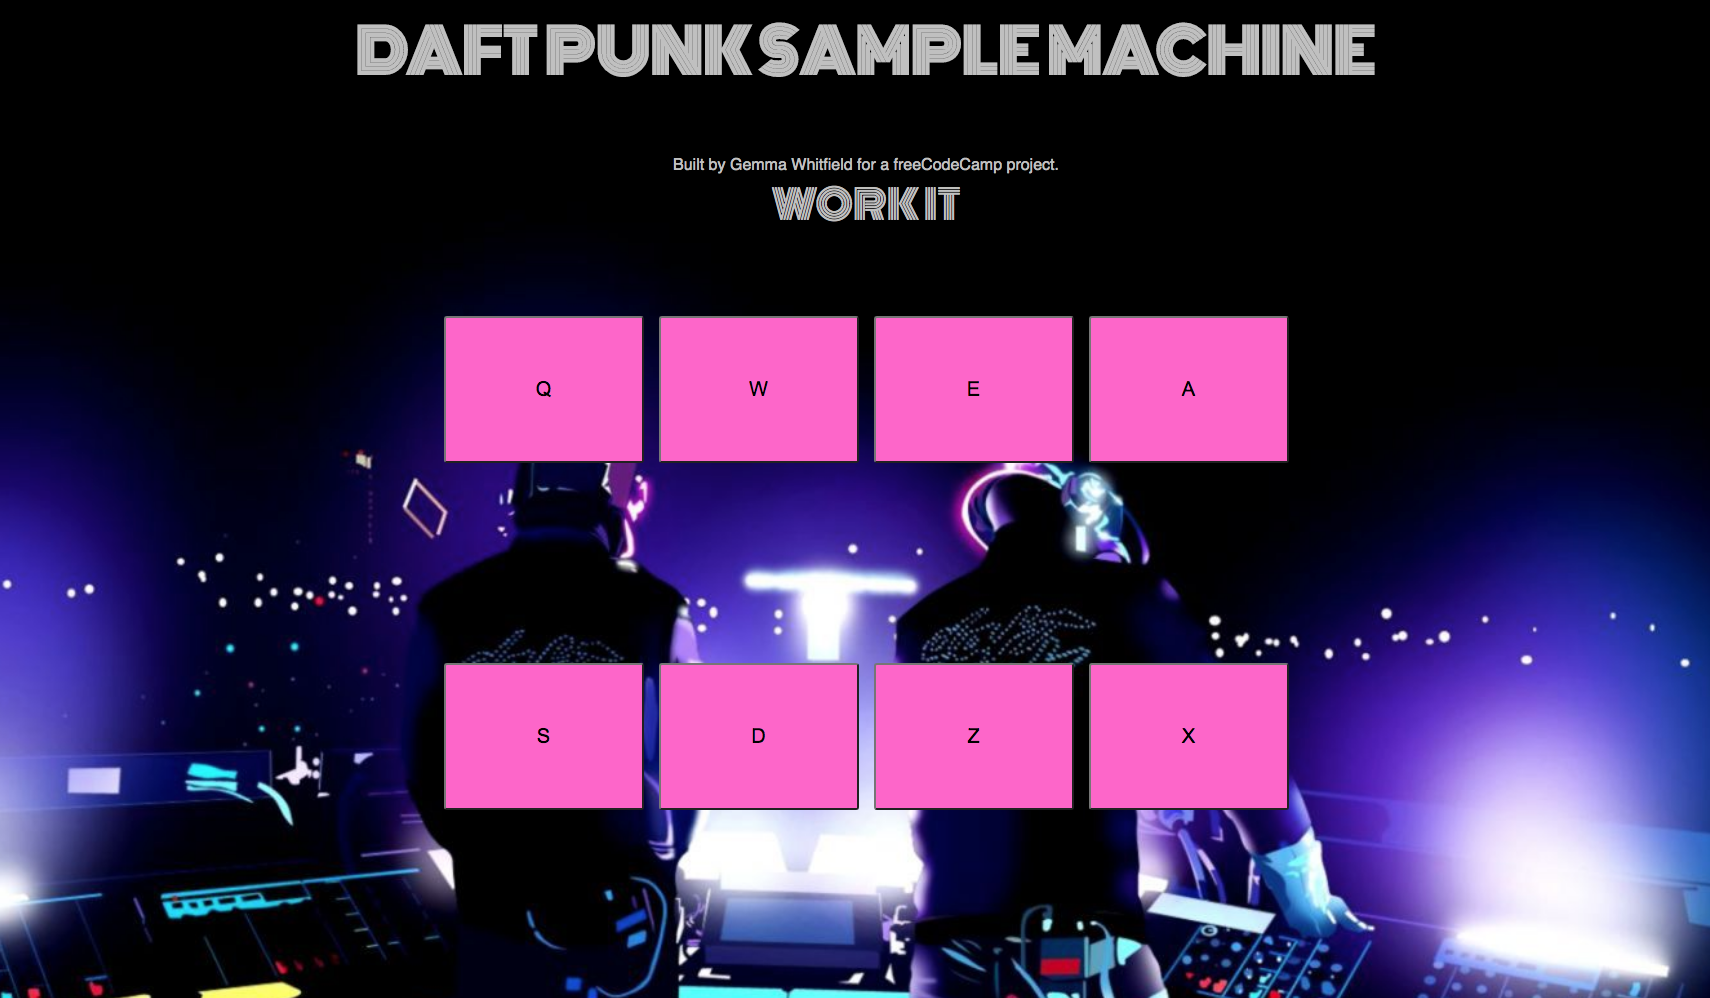 DAFT PUNK SAMPLE MACHINE
Built by Gemma Whitfield for a freeCodeCamp project.
WORK IT
Q W E A
S D Z X